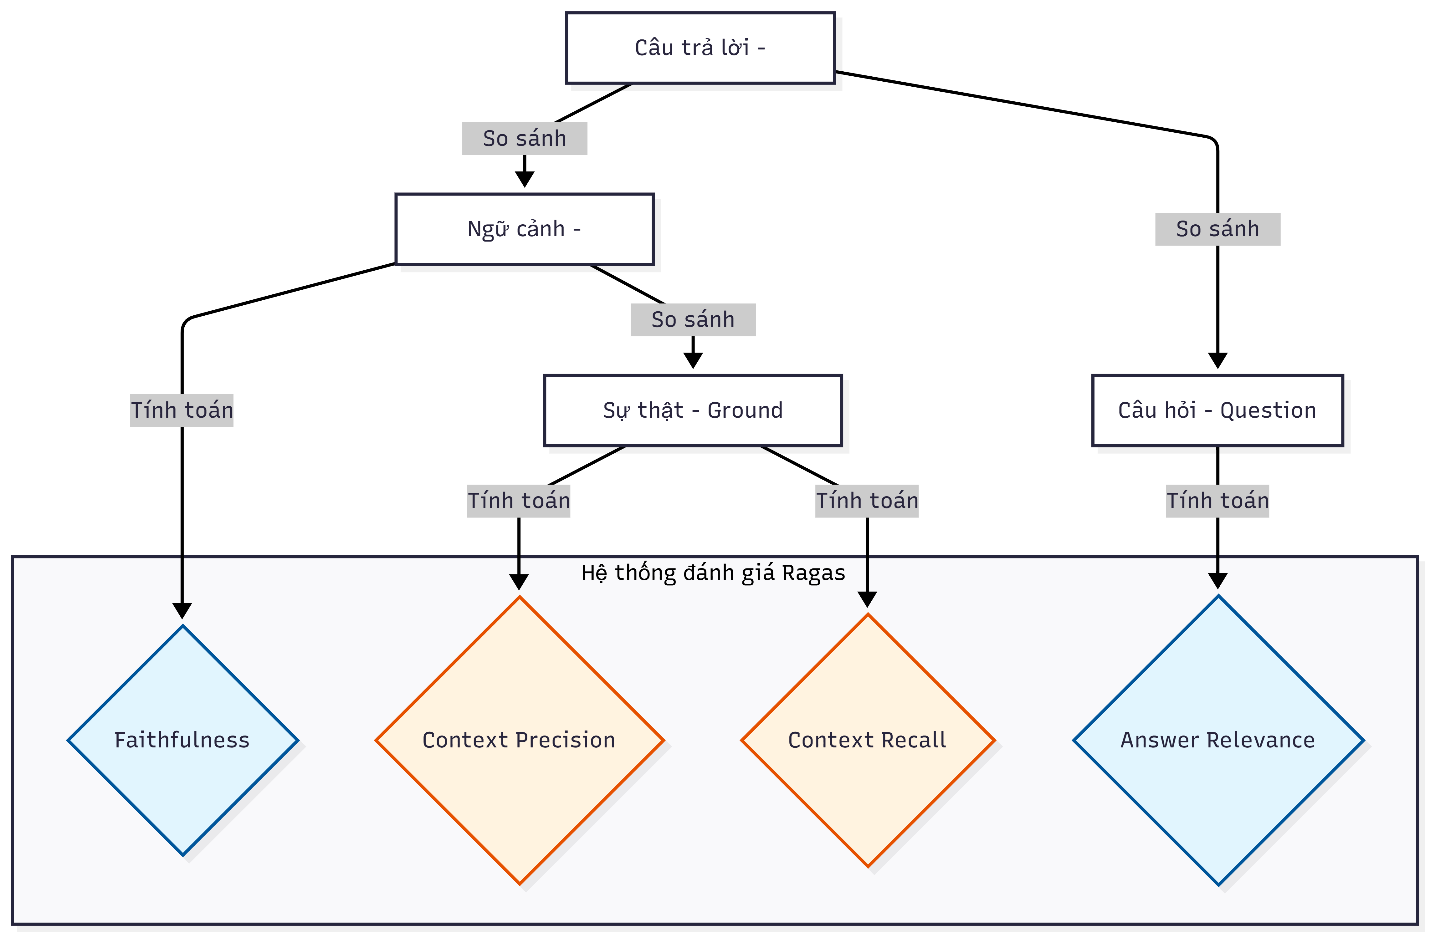 Câu trả lời -
So sánh
Ngữ cảnh -
So sánh
So sánh
Tính toán
Sự thật - Ground
Câu hỏi - Question
Tính toán
Tính toán
Tính toán
Hệ thống đánh giá Ragas
Faithfulness
Context Precision
Context Recall
Answer Relevance